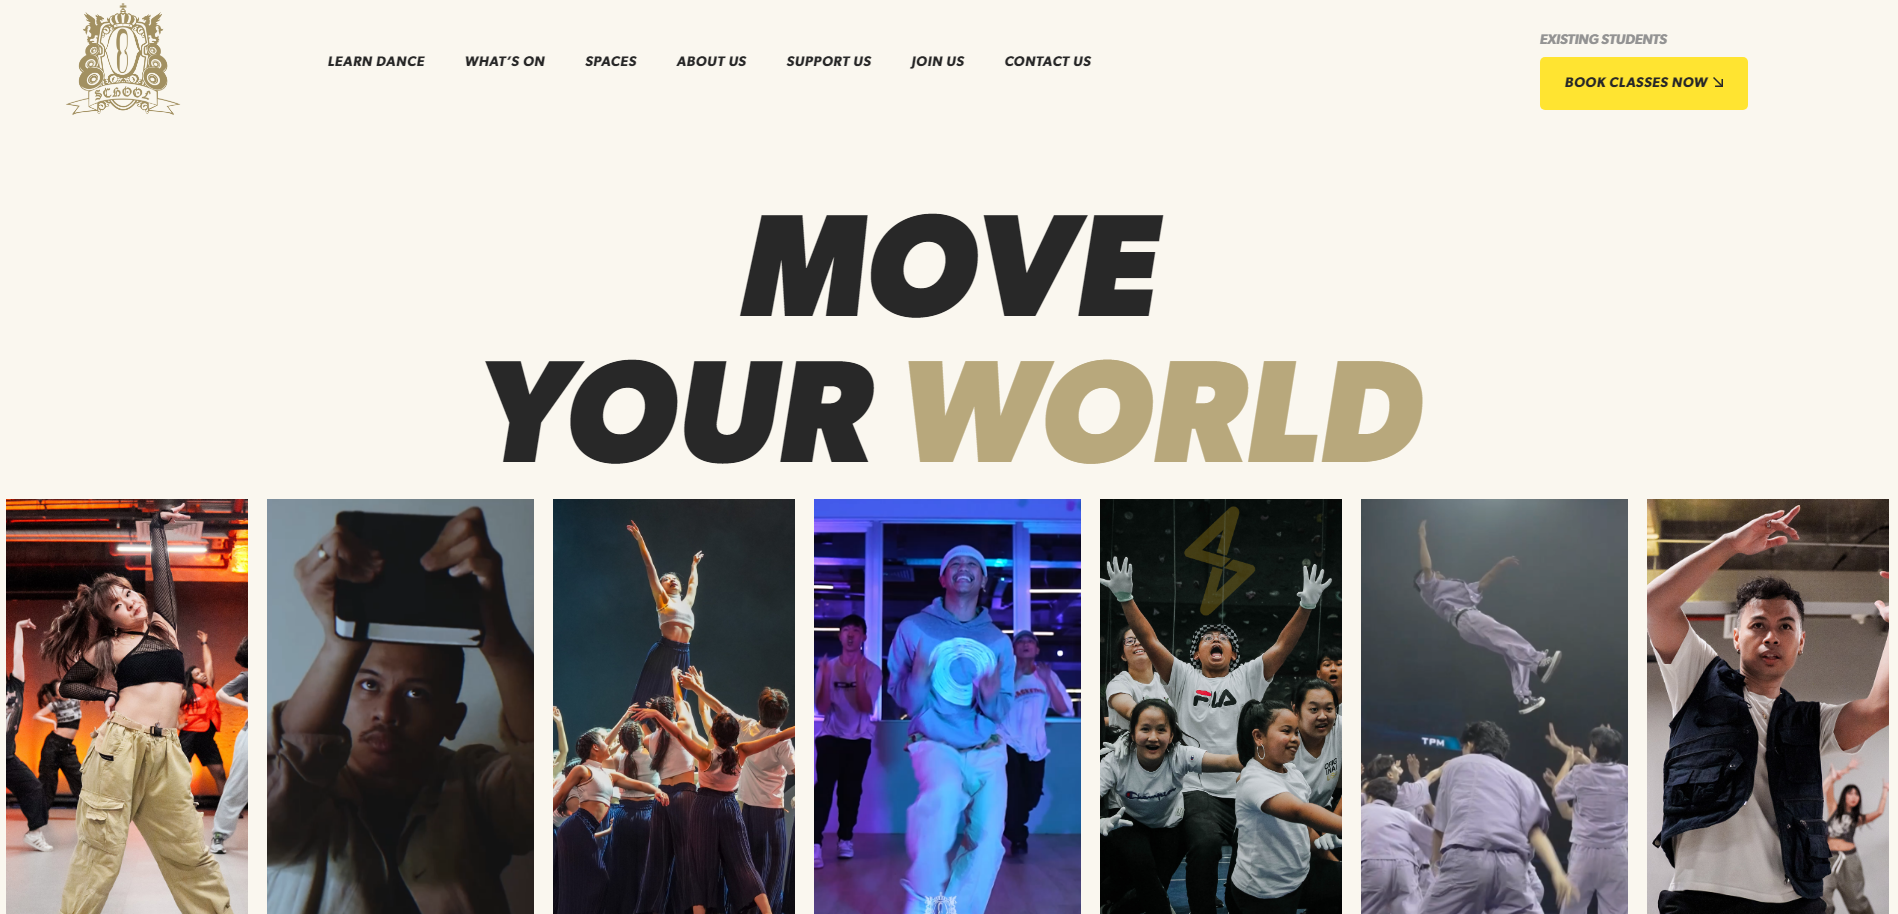 O
SCHOOL
LEARN DANCE
WHAT'S ON
SPACES
ABOUT US
SUPPORT US
JOIN US
CONTACT US
EXISTING STUDENTS
BOOK CLASSES NOW
MOVE
YOUR WORLD
FILA
Champion
TPM